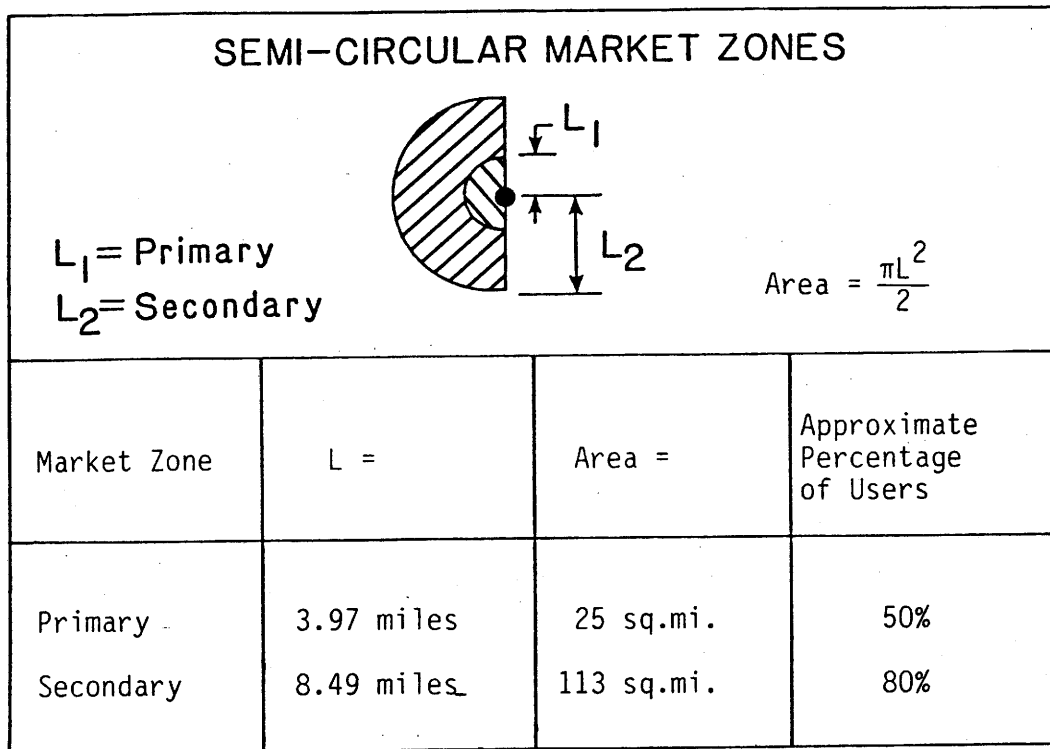 SEMI-CIRCULAR MARKET ZONES
L1
L1= Primary
L2= Secondary
L2
Area = πL²/2
Market Zone
L =
Area =
Approximate
Percentage
of Users
Primary
3.97 miles
25 sq.mi.
50%
Secondary
8.49 miles
113 sq.mi.
80%